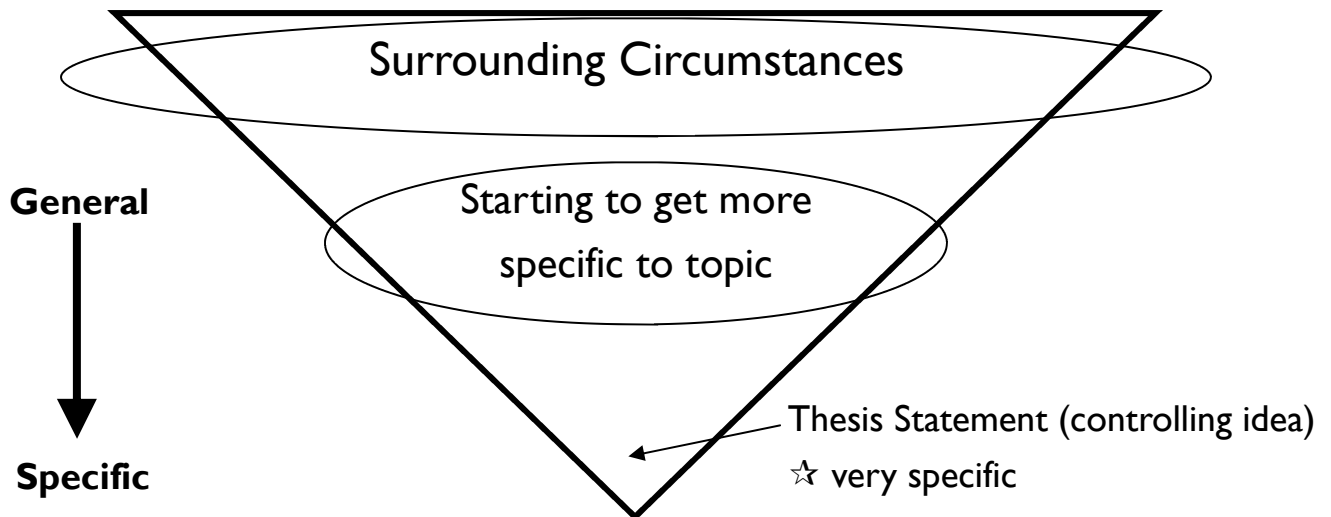 Surrounding Circumstances
General
Starting to get more
specific to topic
Thesis Statement (controlling idea)
Specific
☆ very specific